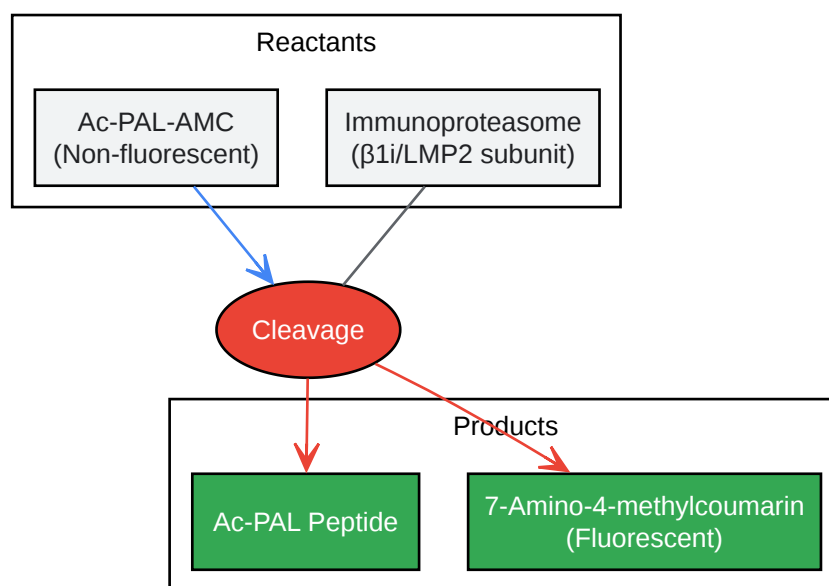 Reactants
Ac-PAL-AMC
(Non-fluorescent)
Immunoproteasome
(β1i/LMP2 subunit)
Cleavage
Products
Ac-PAL Peptide
7-Amino-4-methylcoumarin
(Fluorescent)